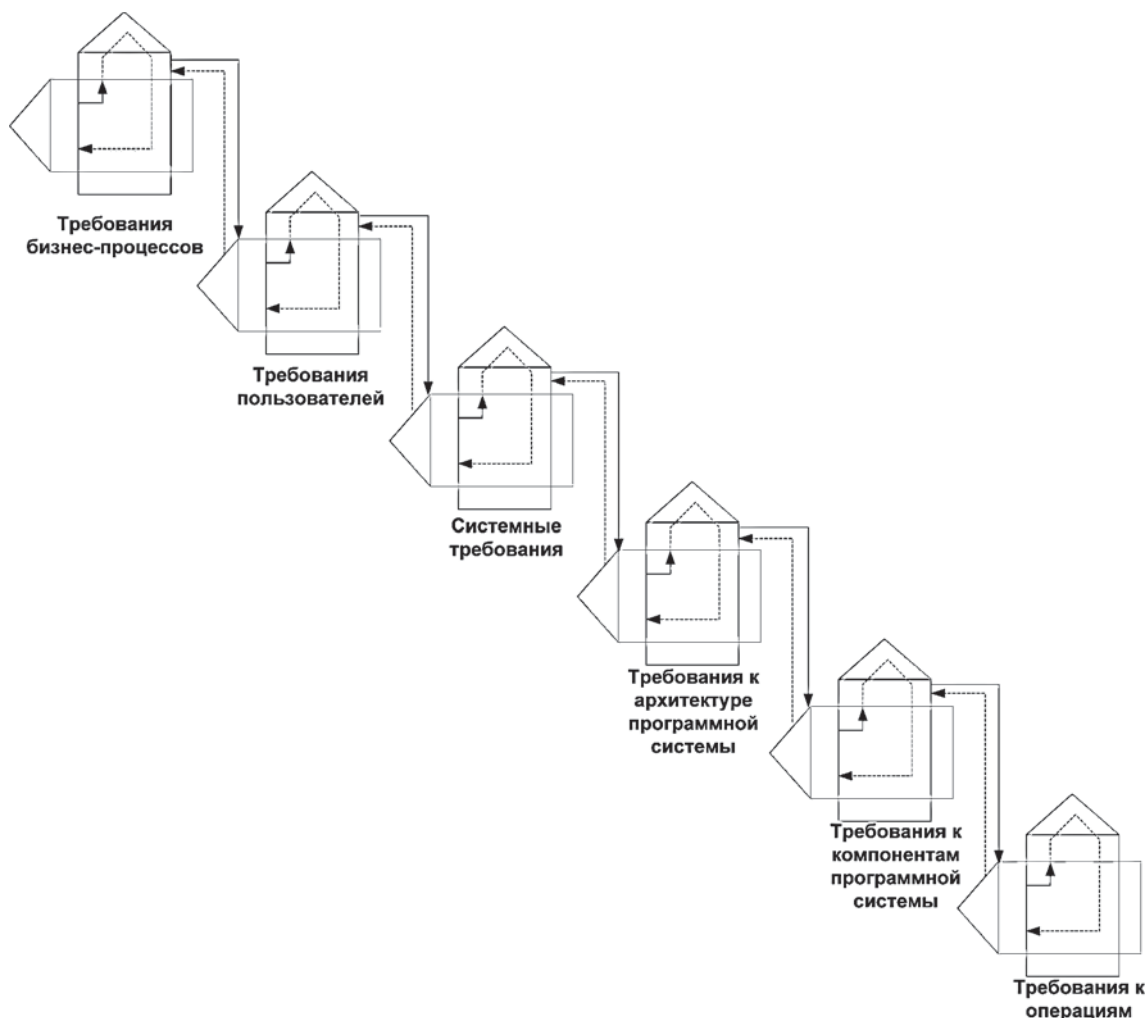 Требования
бизнес-процессов
Требования
пользователей
Системные
требования
Требования к
архитектуре
программной
системы
Требования к
компонентам
программной
системы
Требования к
операциям